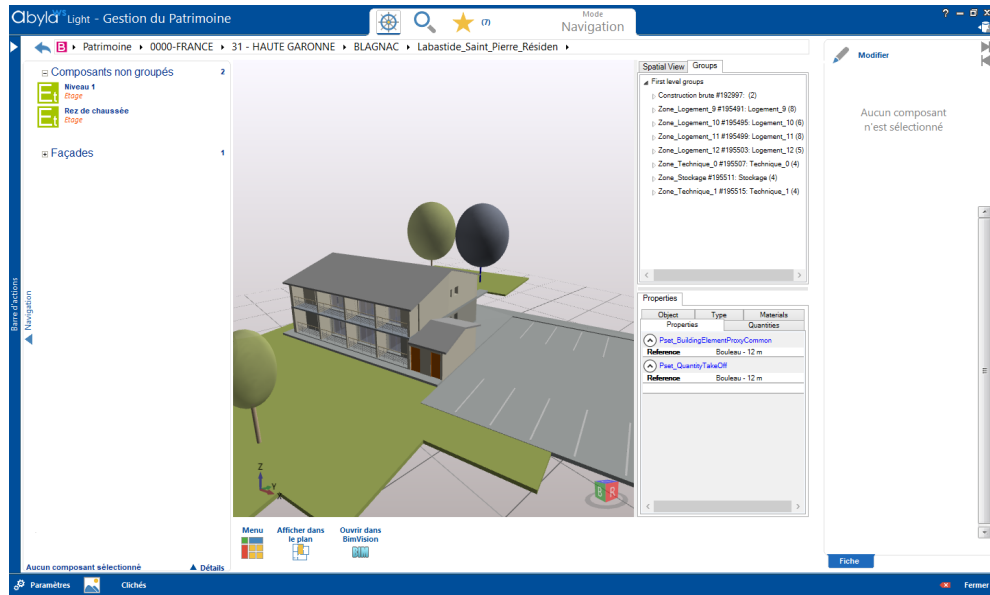 abyla ws Light - Gestion du Patrimoine
(7)
Mode
Navigation
? – ×
B ▸ Patrimoine ▸ 0000-FRANCE ▸ 31 - HAUTE GARONNE ▸ BLAGNAC ▸ Labastide_Saint_Pierre_Résiden ▸
Composants non groupés 2
Et Niveau 1
Etage
Et Rez de chaussée
Etage
Façades 1
Barre d'actions
Navigation
Z
Y
X
B R
Spatial View Groups
First level groups
Construction brute #192997: (2)
Zone_Logement_9 #195491: Logement_9 (8)
Zone_Logement_10 #195495: Logement_10 (6)
Zone_Logement_11 #195499: Logement_11 (8)
Zone_Logement_12 #195503: Logement_12 (5)
Zone_Technique_0 #195507: Technique_0 (4)
Zone_Stockage #195511: Stockage (4)
Zone_Technique_1 #195515: Technique_1 (4)
Properties
Object Type Materials
Properties Quantities
Pset_BuildingElementProxyCommon
Reference Bouleau - 12 m
Pset_QuantityTakeOff
Reference Bouleau - 12 m
Modifier
Aucun composant
n'est sélectionné
Menu
Afficher dans
le plan
Ouvrir dans
BimVision
BIM
Aucun composant sélectionné ▲ Détails
Fiche
Paramètres Clichés Fermer